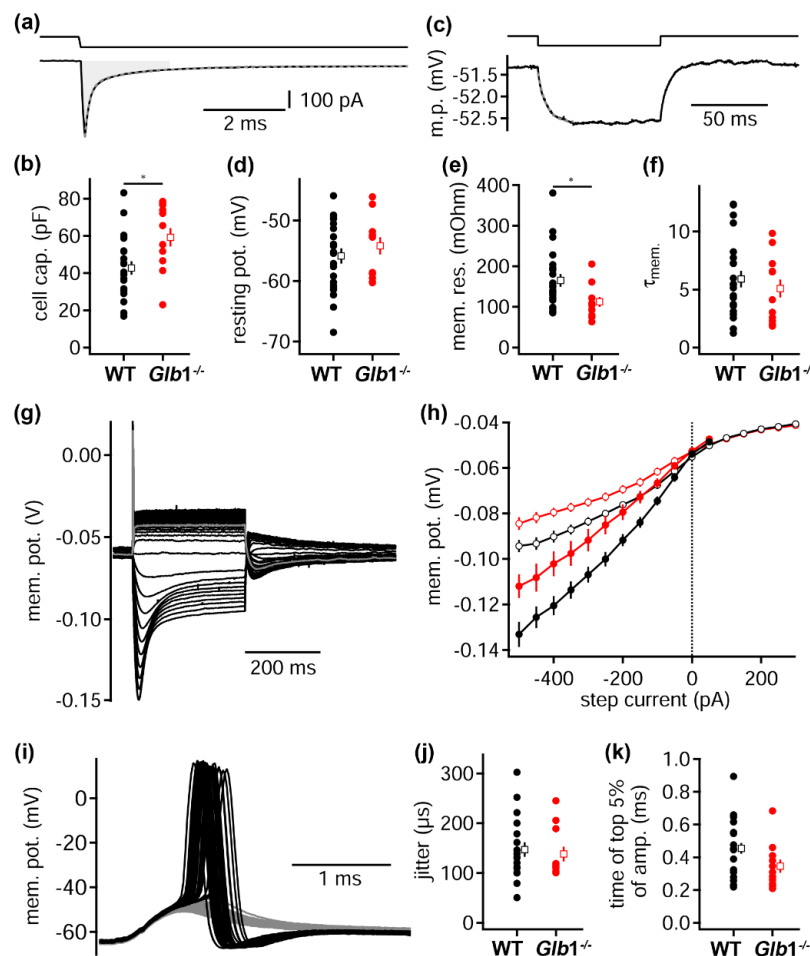 (a)
100 pA
2 ms
(c)
m.p. (mV)
-51.5
-52.0
-52.5
50 ms
(b)
cell cap. (pF)
80
60
40
20
0
*
WT Glb1-/-
(d)
resting pot. (mV)
-50
-60
-70
WT Glb1-/-
(e)
mem. res. (mOhm)
400
300
200
100
0
*
WT Glb1-/-
(f)
τmem.
10
5
0
WT Glb1-/-
(g)
mem. pot. (V)
0.00
-0.05
-0.10
-0.15
200 ms
(h)
mem. pot. (mV)
-0.04
-0.06
-0.08
-0.10
-0.12
-0.14
-400 -200 0 200
step current (pA)
(i)
mem. pot. (mV)
0
-20
-40
-60
1 ms
(j)
jitter (µs)
300
200
100
0
WT Glb1-/-
(k)
time of top 5%
of amp. (ms)
1.0
0.8
0.6
0.4
0.2
0.0
WT Glb1-/-